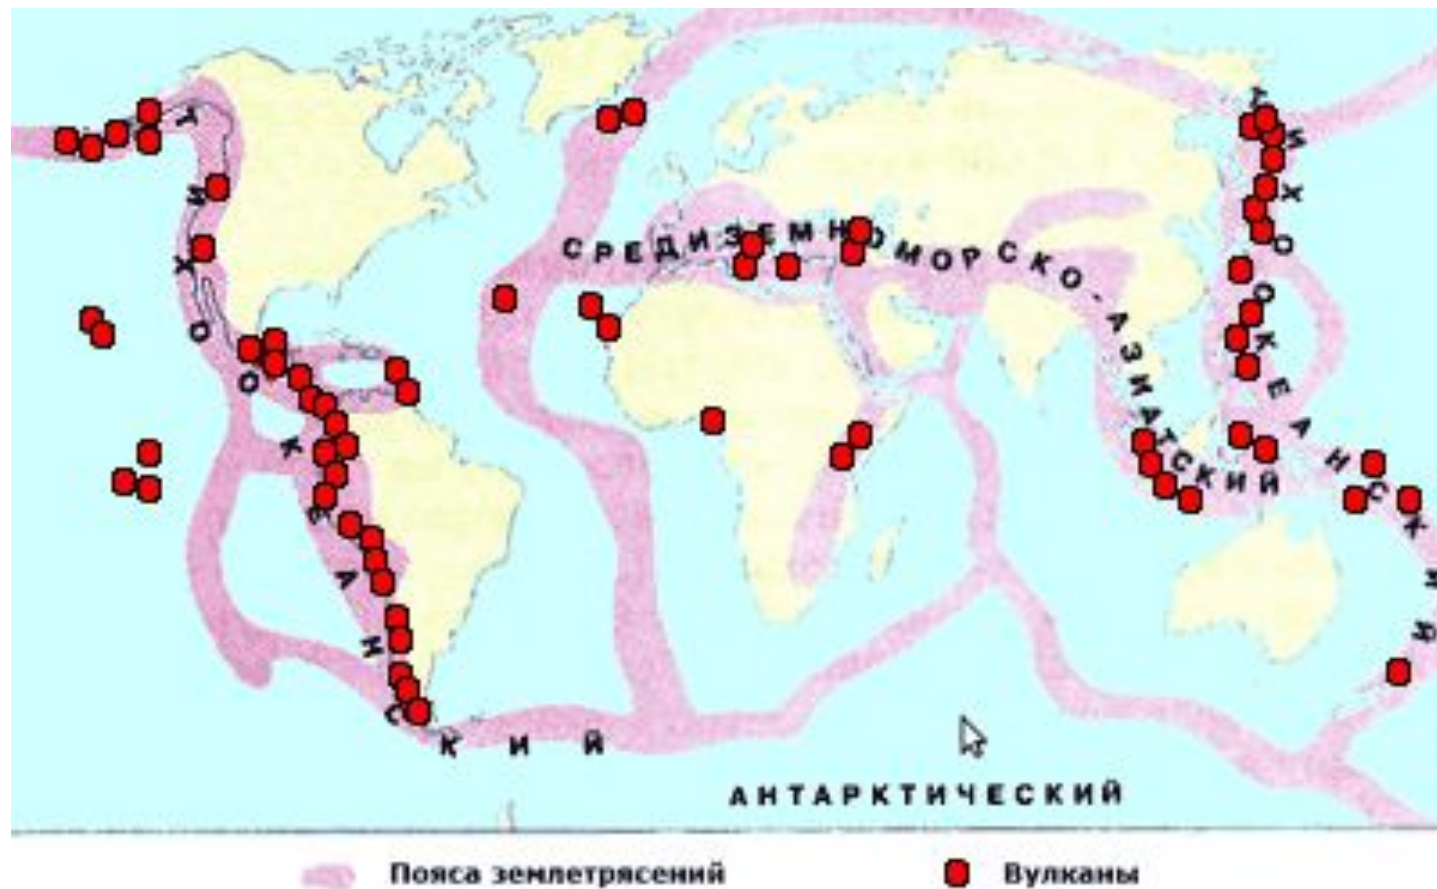 ТИХООКЕАНСКИЙ
СРЕДИЗЕМНОМОРСКО-АЗИАТСКИЙ
ТИХООКЕАНСКИЙ
АНТАРКТИЧЕСКИЙ
Пояса землетрясений
Вулканы